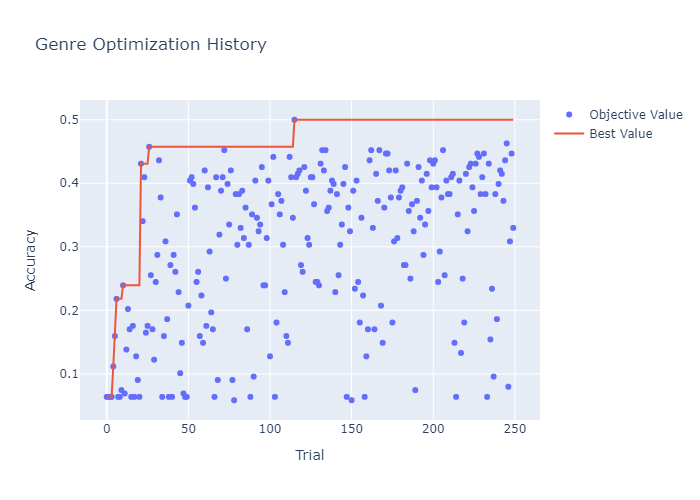 Genre Optimization History
Objective Value
Best Value
Accuracy
0.5
0.4
0.3
0.2
0.1
0 50 100 150 200 250
Trial